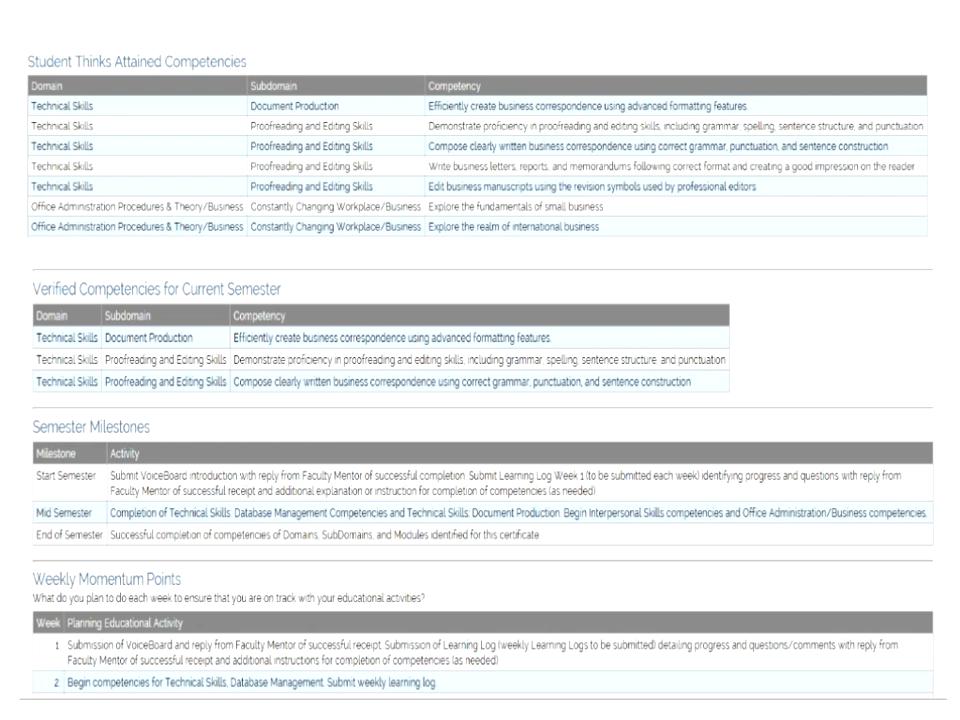 Student Thinks Attained Competencies
Domain Subdomain Competency
Technical Skills Document Production Efficiently create business correspondence using advanced formatting features.
Technical Skills Proofreading and Editing Skills Demonstrate proficiency in proofreading and editing skills, including grammar, spelling, sentence structure, and punctuation
Technical Skills Proofreading and Editing Skills Compose clearly written business correspondence using correct grammar, punctuation, and sentence construction
Technical Skills Proofreading and Editing Skills Write business letters, reports, and memorandums following correct format and creating a good impression on the reader
Technical Skills Proofreading and Editing Skills Edit business manuscripts using the revision symbols used by professional editors
Office Administration Procedures & Theory/Business Constantly Changing Workplace/Business Explore the fundamentals of small business
Office Administration Procedures & Theory/Business Constantly Changing Workplace/Business Explore the realm of international business
Verified Competencies for Current Semester
Domain Subdomain Competency
Technical Skills Document Production Efficiently create business correspondence using advanced formatting features.
Technical Skills Proofreading and Editing Skills Demonstrate proficiency in proofreading and editing skills, including grammar, spelling, sentence structure, and punctuation
Technical Skills Proofreading and Editing Skills Compose clearly written business correspondence using correct grammar, punctuation, and sentence construction
Semester Milestones
Milestone Activity
Start Semester Submit VoiceBoard introduction with reply from Faculty Mentor of successful completion. Submit Learning Log Week 1 (to be submitted each week) identifying progress and questions with reply from
Faculty Mentor of successful receipt and additional explanation or instruction for completion of competencies (as needed)
Mid Semester Completion of Technical Skills: Database Management Competencies and Technical Skills: Document Production. Begin Interpersonal Skills competencies and Office Administration/Business competencies.
End of Semester Successful completion of competencies of Domains, SubDomains, and Modules identified for this certificate
Weekly Momentum Points
What do you plan to do each week to ensure that you are on track with your educational activities?
Week Planning Educational Activity
1 Submission of VoiceBoard and reply from Faculty Mentor of successful receipt. Submission of Learning Log (weekly Learning Logs to be submitted) detailing progress and questions/comments with reply from
Faculty Mentor of successful receipt and additional instructions for completion of competencies (as needed)
2 Begin competencies for Technical Skills, Database Management. Submit weekly learning log.